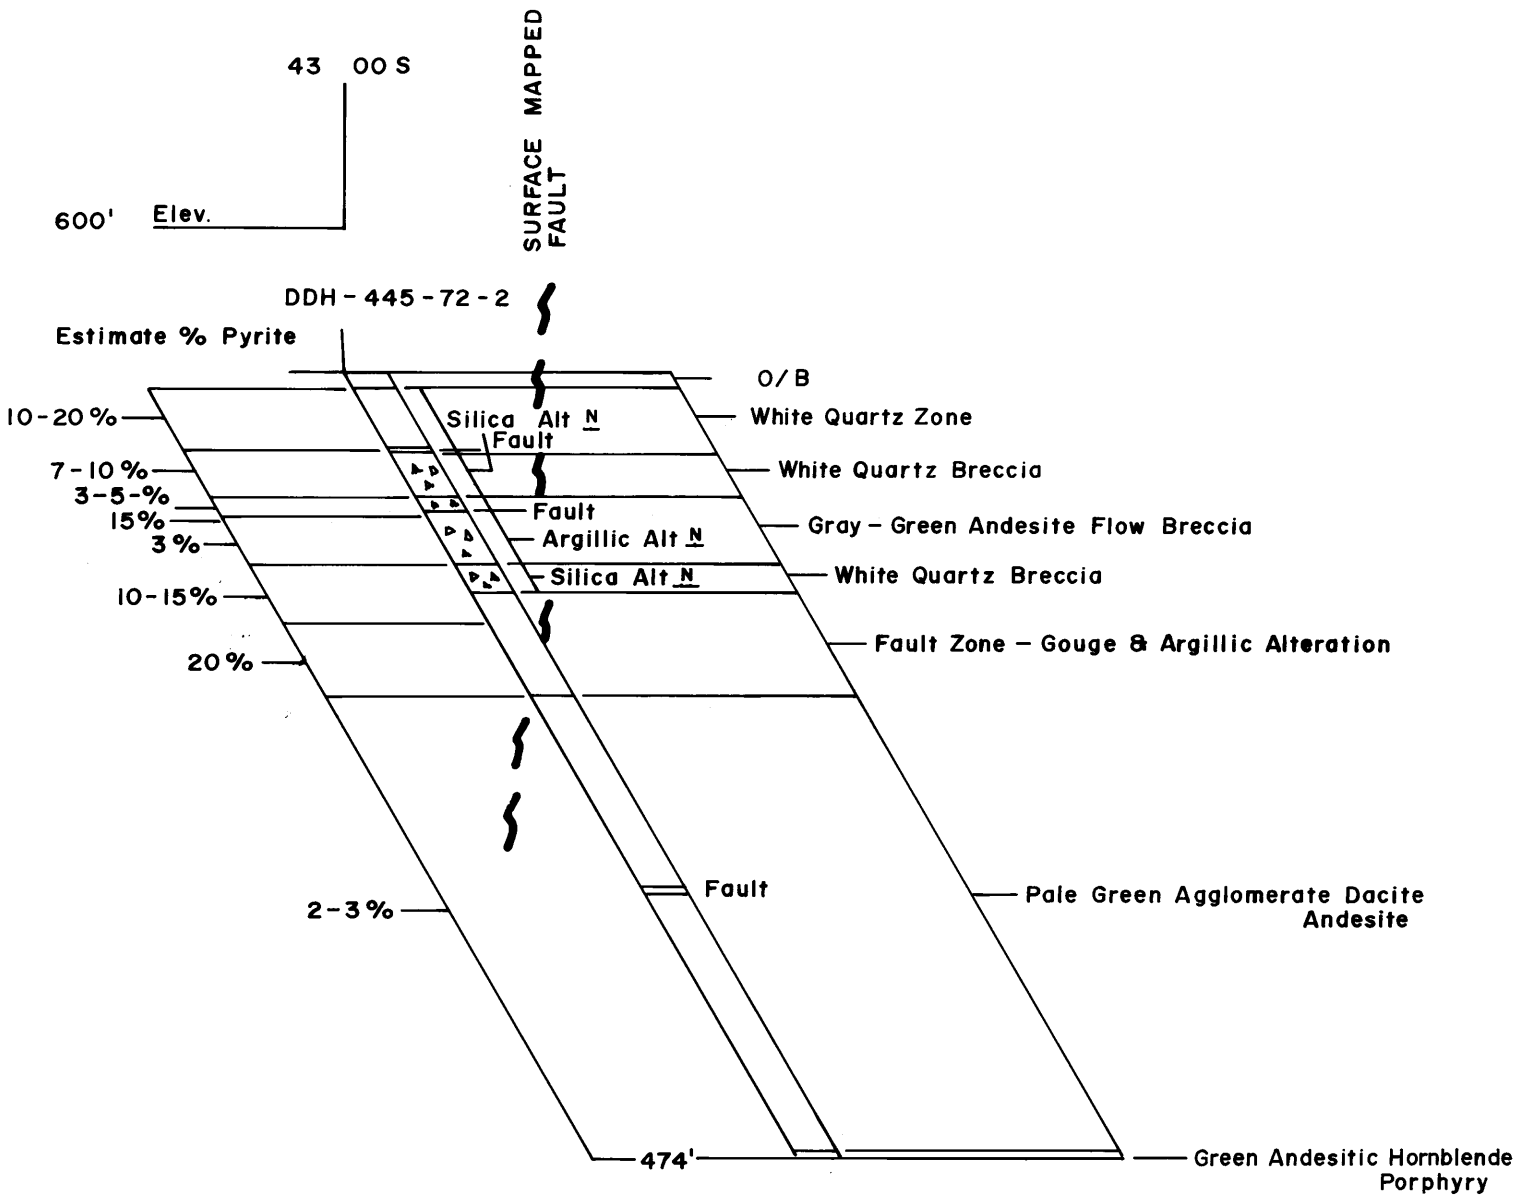 43 00 S
SURFACE MAPPED
FAULT
600' Elev.
DDH - 445 - 72 - 2
Estimate % Pyrite
O/B
10-20%
Silica Alt N
White Quartz Zone
Fault
7-10%
White Quartz Breccia
3-5-%
Fault
15%
Gray - Green Andesite Flow Breccia
3%
Argillic Alt N
Silica Alt N
White Quartz Breccia
10-15%
Fault Zone - Gouge & Argillic Alteration
20%
Fault
Pale Green Agglomerate Dacite
Andesite
2-3%
474'
Green Andesitic Hornblende
Porphyry